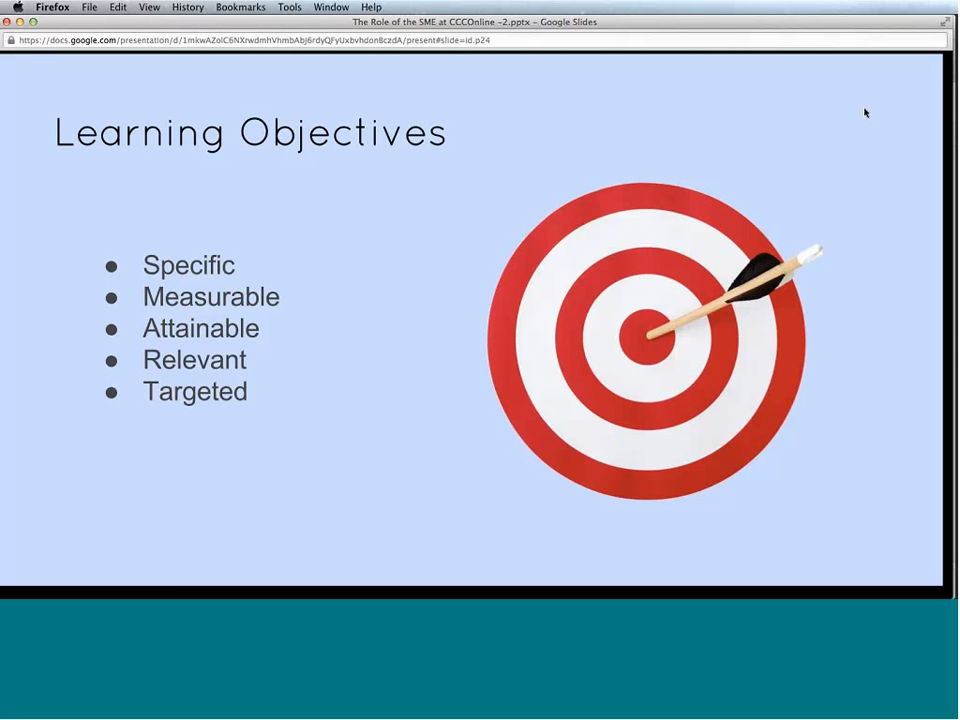 Firefox File Edit View History Bookmarks Tools Window Help
The Role of the SME at CCCOnline -2.pptx - Google Slides
Learning Objectives
● Specific
● Measurable
● Attainable
● Relevant
● Targeted